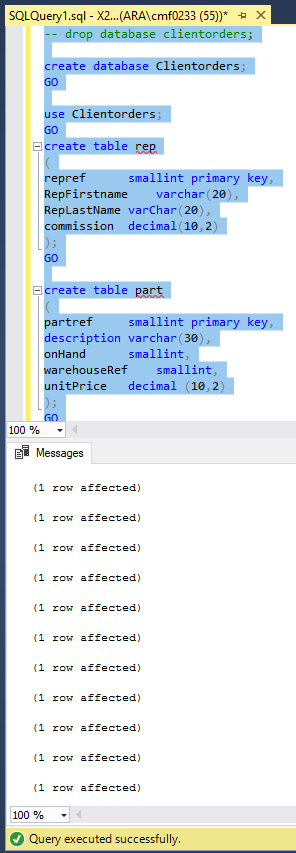 SQLQuery1.sql - X2...(ARA\cmf0233 (55))*
-- drop database clientorders;
create database Clientorders;
GO
use Clientorders;
GO
create table rep
(
repref smallint primary key,
RepFirstname varchar(20),
RepLastName varChar(20),
commission decimal(10,2)
);
GO
create table part
(
partref smallint primary key,
description varchar(30),
onHand smallint,
warehouseRef smallint,
unitPrice decimal (10,2)
);
GO
100 %
Messages
(1 row affected)
(1 row affected)
(1 row affected)
(1 row affected)
(1 row affected)
(1 row affected)
(1 row affected)
(1 row affected)
(1 row affected)
(1 row affected)
(1 row affected)
100 %
Query executed successfully.